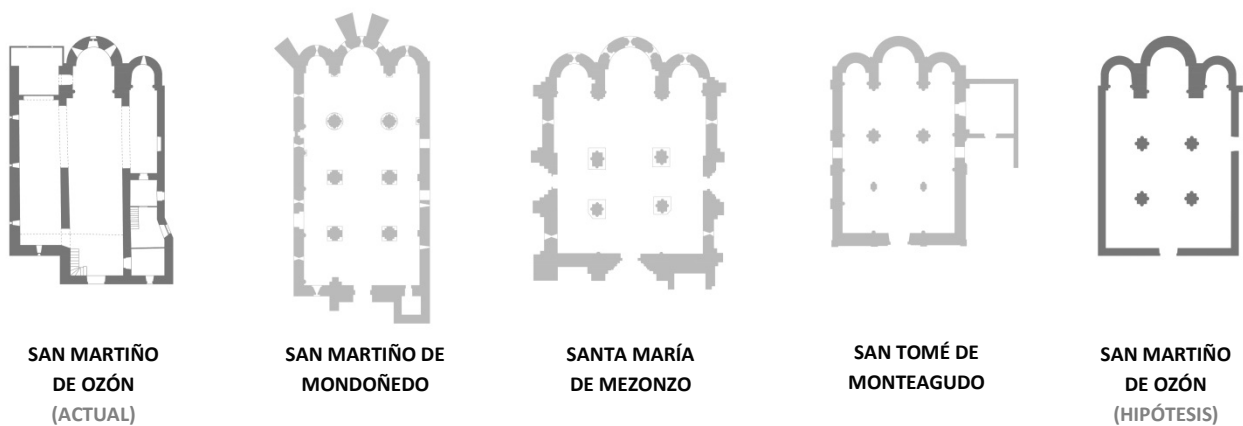 SAN MARTIÑO
DE OZÓN
(ACTUAL)
SAN MARTIÑO DE
MONDOÑEDO
SANTA MARÍA
DE MEZONZO
SAN TOMÉ DE
MONTEAGUDO
SAN MARTIÑO
DE OZÓN
(HIPÓTESIS)